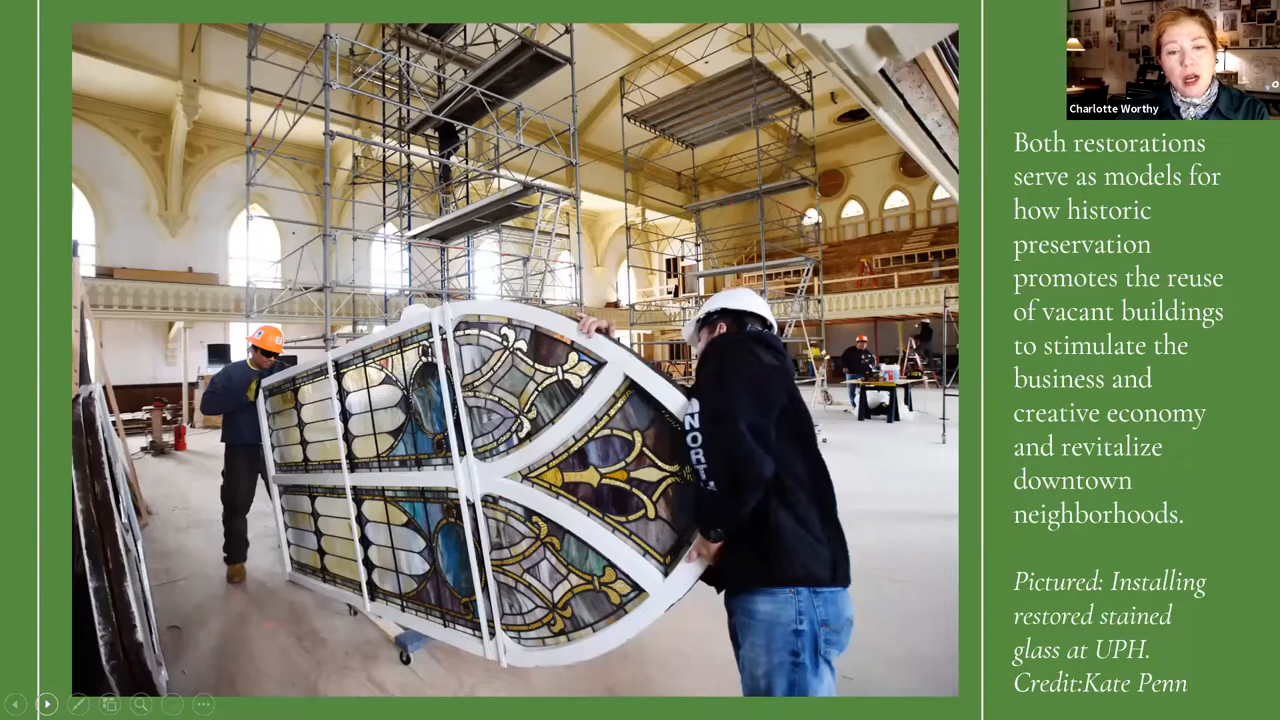 Charlotte Worthy
Both restorations
serve as models for
how historic
preservation
promotes the reuse
of vacant buildings
to stimulate the
business and
creative economy
and revitalize
downtown
neighborhoods.
Pictured: Installing
restored stained
glass at UPH.
Credit:Kate Penn
NORTH